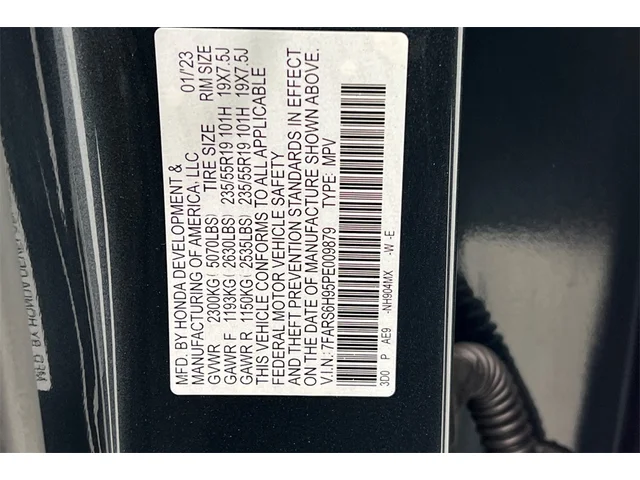 MFD. BY HONDA DEVELOPMENT & 01/'23
MANUFACTURING OF AMERICA, LLC
GVWR 2300KG( 5070LBS) TIRE SIZE RIM SIZE
GAWR F 1193KG( 2630LBS) 235/55R19 101H 19X7.5J
GAWR R 1150KG( 2535LBS) 235/55R19 101H 19X7.5J
THIS VEHICLE CONFORMS TO ALL APPLICABLE
FEDERAL MOTOR VEHICLE SAFETY
AND THEFT PREVENTION STANDARDS IN EFFECT
ON THE DATE OF MANUFACTURE SHOWN ABOVE.
V.I.N.: 7FARS6H95PE009879 TYPE: MPV
3D0 P AE9 -NH904MX -W -E